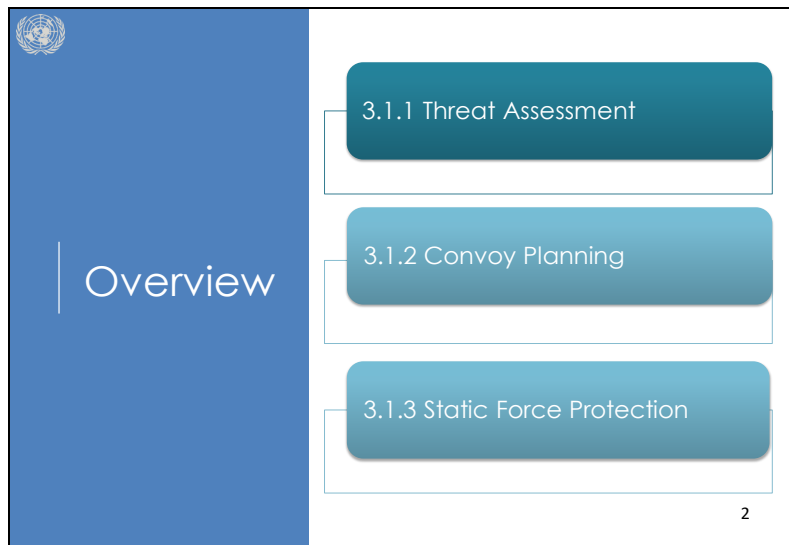 Overview
3.1.1 Threat Assessment
3.1.2 Convoy Planning
3.1.3 Static Force Protection
2